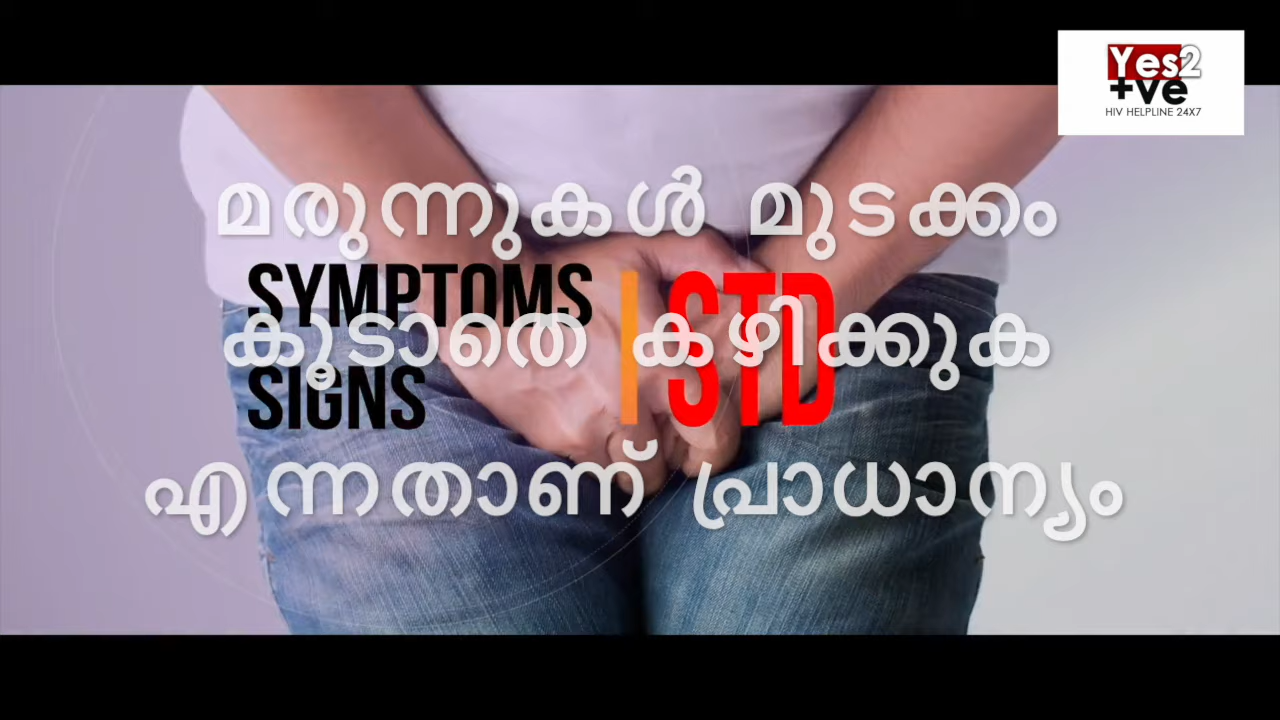 Yes2
+ve
HIV HELPLINE 24X7
മരുന്നുകൾ മുടക്കം
SYMPTOMS
SIGNS
STD
കൂടാതെ കഴിക്കുക
എന്നതാണ് പ്രാധാന്യം